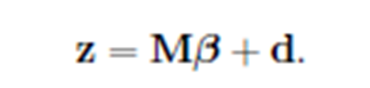 z = Mβ + d.